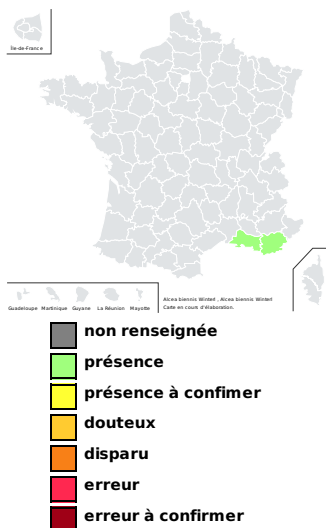 Île-de-France
Guadeloupe Martinique Guyane La Réunion Mayotte
Alcea biennis Winterl , Alcea biennis Winterl
Carte en cours d'élaboration.
non renseignée
présence
présence à confimer
douteux
disparu
erreur
erreur à confirmer